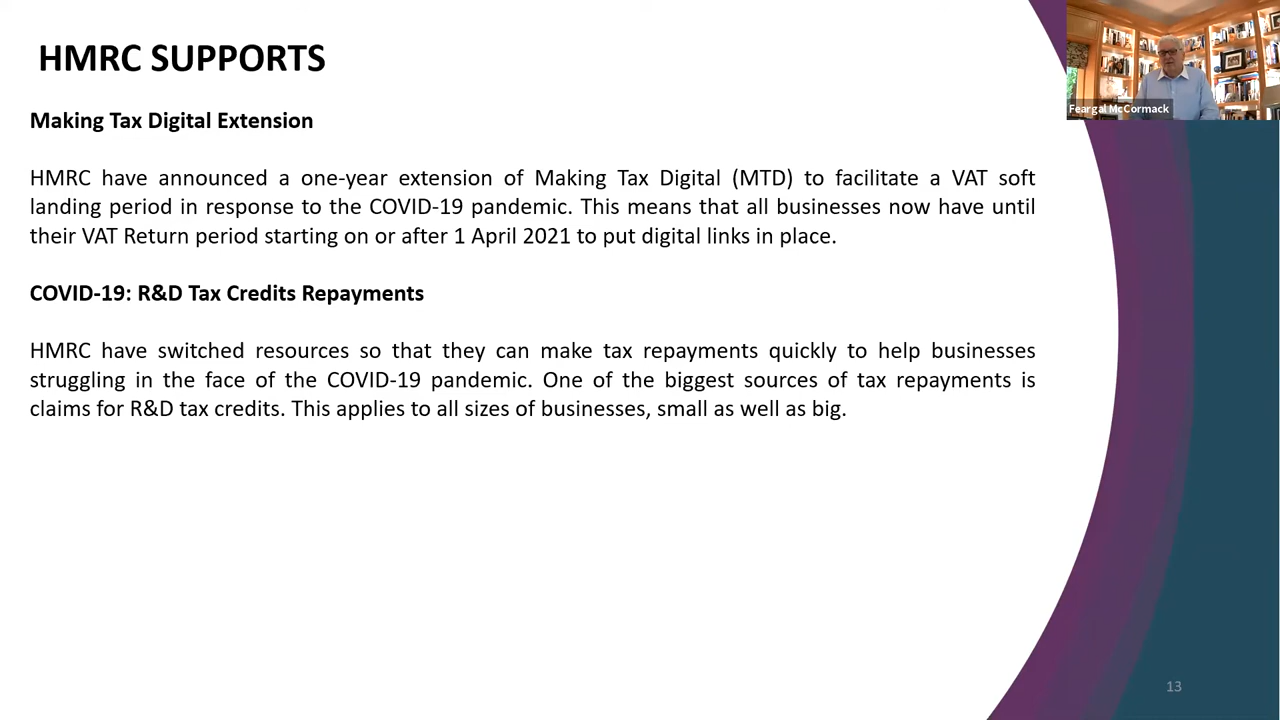 HMRC SUPPORTS
Feargal McCormack
Making Tax Digital Extension
HMRC have announced a one-year extension of Making Tax Digital (MTD) to facilitate a VAT soft
landing period in response to the COVID-19 pandemic. This means that all businesses now have until
their VAT Return period starting on or after 1 April 2021 to put digital links in place.
COVID-19: R&D Tax Credits Repayments
HMRC have switched resources so that they can make tax repayments quickly to help businesses
struggling in the face of the COVID-19 pandemic. One of the biggest sources of tax repayments is
claims for R&D tax credits. This applies to all sizes of businesses, small as well as big.
13